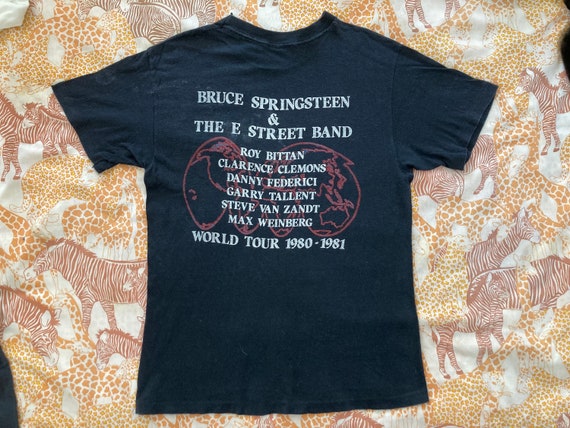 BRUCE SPRINGSTEEN
&
THE E STREET BAND
ROY BITTAN
CLARENCE CLEMONS
DANNY FEDERICI
GARRY TALLENT
STEVE VAN ZANDT
MAX WEINBERG
WORLD TOUR 1980-1981